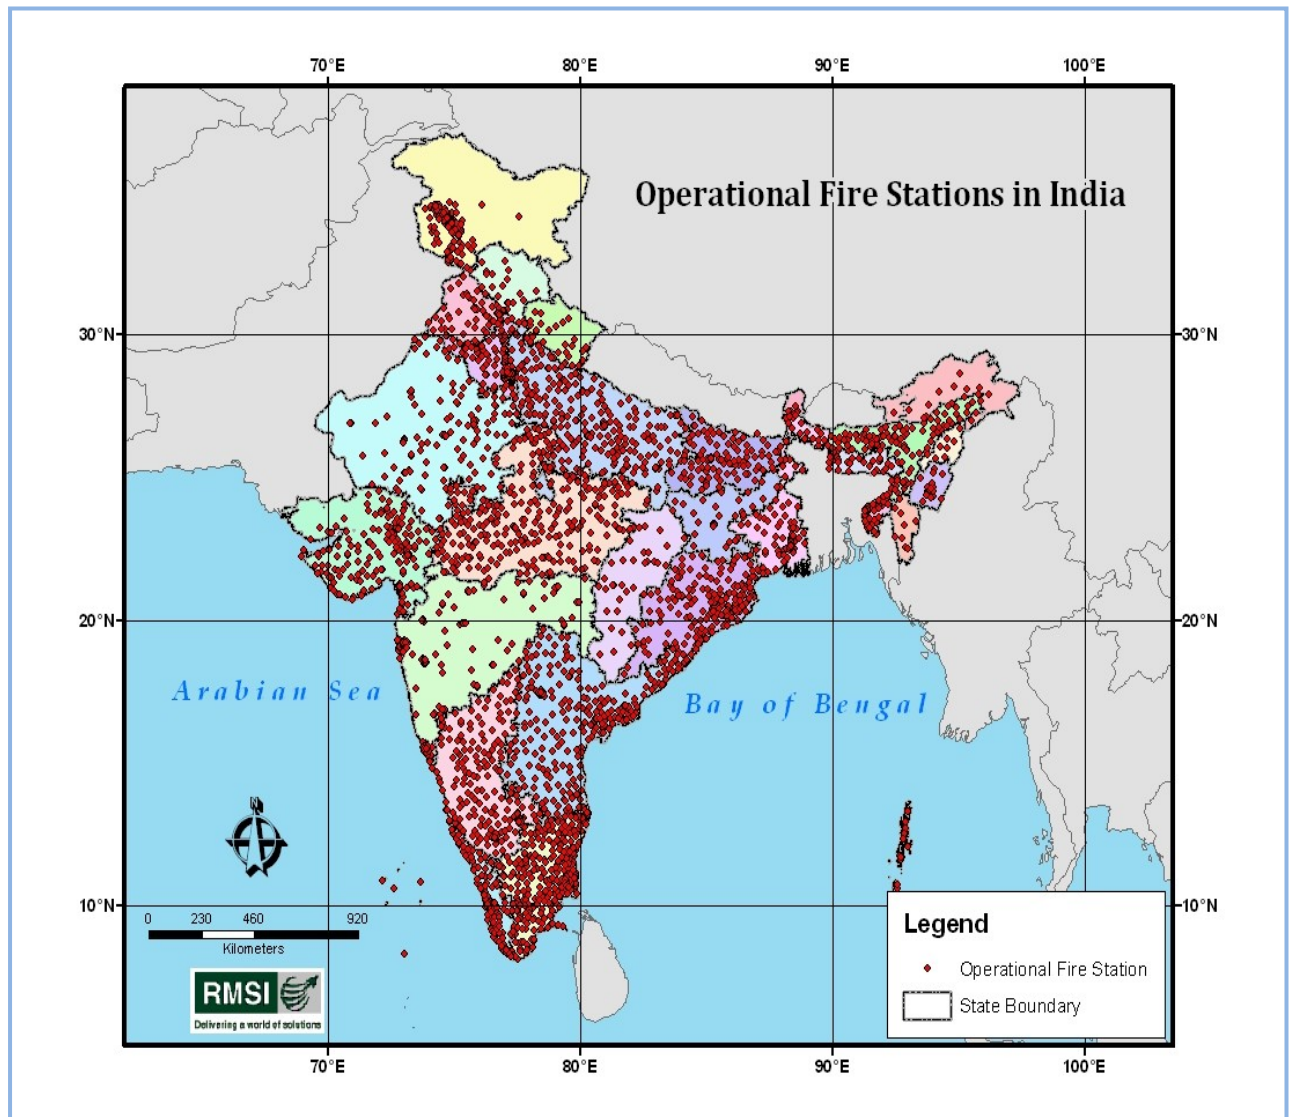 70°E 80°E 90°E 100°E
Operational Fire Stations in India
30°N 30°N
20°N 20°N
Arabian Sea
Bay of Bengal
N
10°N 10°N
0 230 460 920
Kilometers
Legend
Operational Fire Station
State Boundary
RMSI
Delivering a world of solutions
70°E 80°E 90°E 100°E